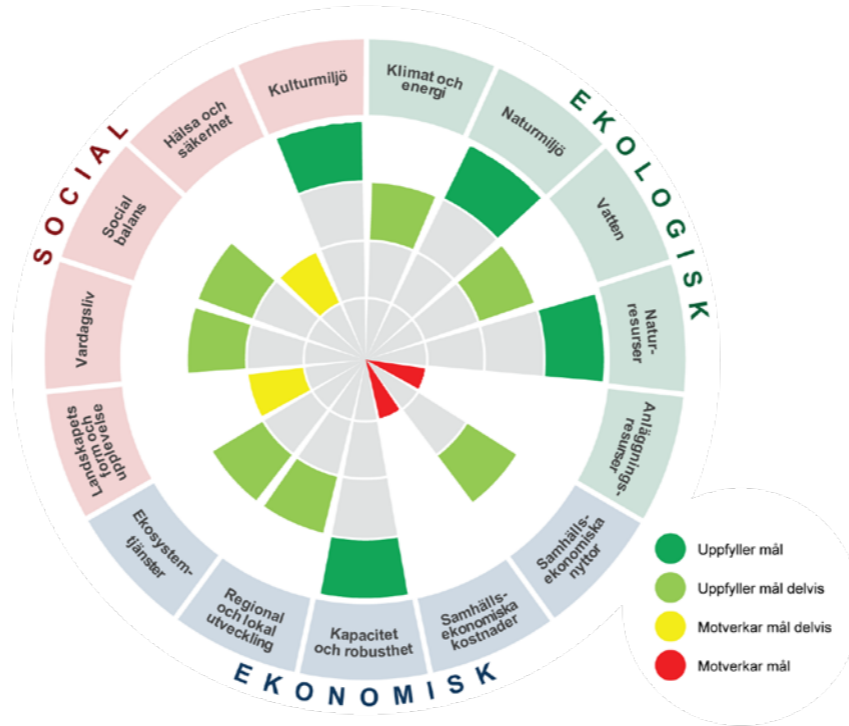 SOCIAL
EKOLOGISK
EKONOMISK
Kulturmiljö
Klimat och
energi
Naturmiljö
Vatten
Natur-
resurser
Anläggnings-
resurser
Samhälls-
ekonomiska
nyttor
Samhälls-
ekonomiska
kostnader
Kapacitet
och robusthet
Regional
och lokal
utveckling
Ekosystem-
tjänster
Landskapets
form och
upplevelse
Vardagsliv
Social
balans
Hälsa och
säkerhet
Uppfyller mål
Uppfyller mål delvis
Motverkar mål delvis
Motverkar mål